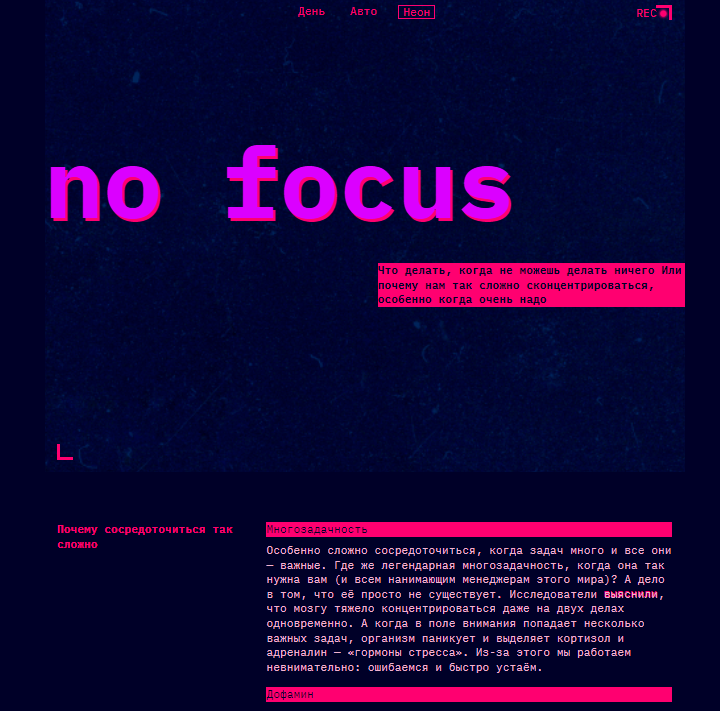 День Авто Неон REC
no focus
Что делать, когда не можешь делать ничего Или
почему нам так сложно сконцентрироваться,
особенно когда очень надо
Почему сосредоточиться так
сложно
Многозадачность
Особенно сложно сосредоточиться, когда задач много и все они
— важные. Где же легендарная многозадачность, когда она так
нужна вам (и всем нанимающим менеджерам этого мира)? А дело
в том, что её просто не существует. Исследователи выяснили,
что мозгу тяжело концентрироваться даже на двух делах
одновременно. А когда в поле внимания попадает несколько
важных задач, организм паникует и выделяет кортизол и
адреналин — «гормоны стресса». Из-за этого мы работаем
невнимательно: ошибаемся и быстро устаём.
Дофамин